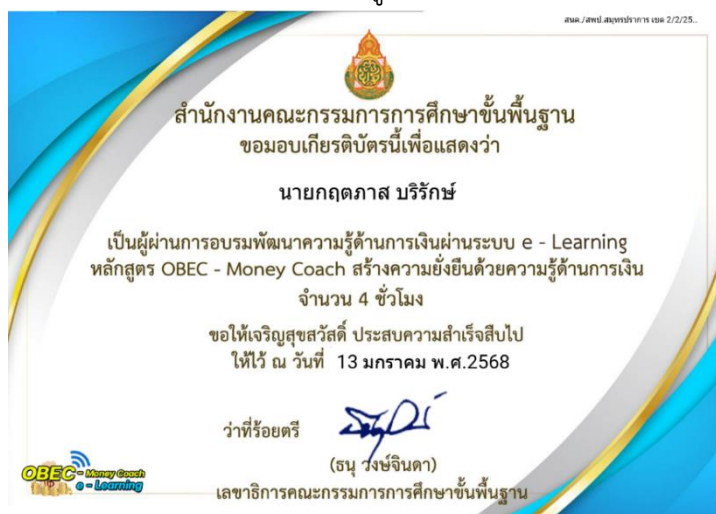 สนค./สพป.สมุทรปราการ เขต 2/2/25...
สำนักงานคณะกรรมการการศึกษาขั้นพื้นฐาน
ขอมอบเกียรติบัตรนี้เพื่อแสดงว่า
นายกฤตภาส บริรักษ์
เป็นผู้ผ่านการอบรมพัฒนาความรู้ด้านการเงินผ่านระบบ e - Learning
หลักสูตร OBEC - Money Coach สร้างความยั่งยืนด้วยความรู้ด้านการเงิน
จำนวน 4 ชั่วโมง
ขอให้เจริญสุขสวัสดิ์ ประสบความสำเร็จสืบไป
ให้ไว้ ณ วันที่ 13 มกราคม พ.ศ.2568
ว่าที่ร้อยตรี
(ธนุ วงษ์จินดา)
เลขาธิการคณะกรรมการการศึกษาขั้นพื้นฐาน
OBEC - Money Coach
e - Learning